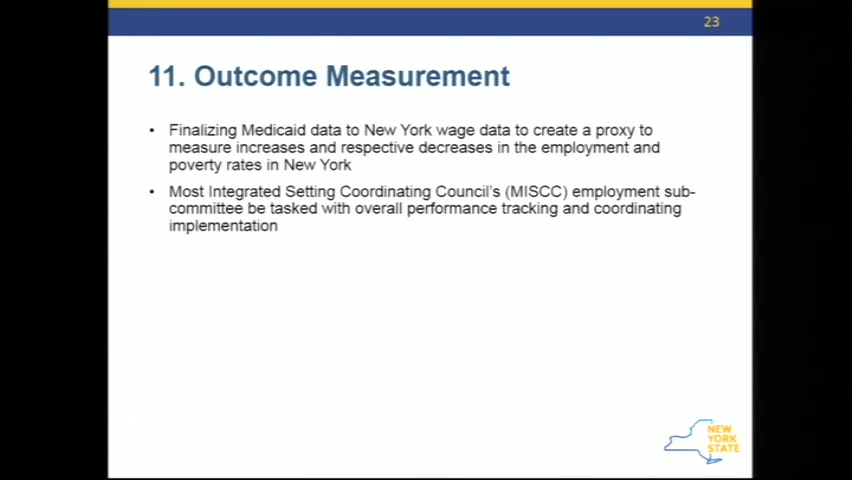 23
11. Outcome Measurement
• Finalizing Medicaid data to New York wage data to create a proxy to
measure increases and respective decreases in the employment and
poverty rates in New York
• Most Integrated Setting Coordinating Council's (MISCC) employment sub-
committee be tasked with overall performance tracking and coordinating
implementation
NEW
YORK
STATE